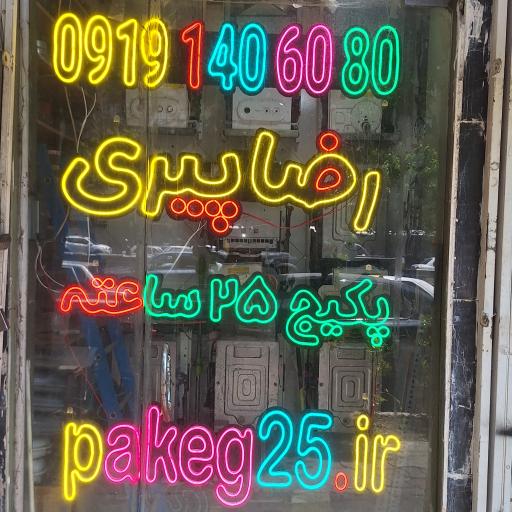 0919 140 60 80
رضا پیری
پکیج ۲۵ ساعته
pakeg25.ir